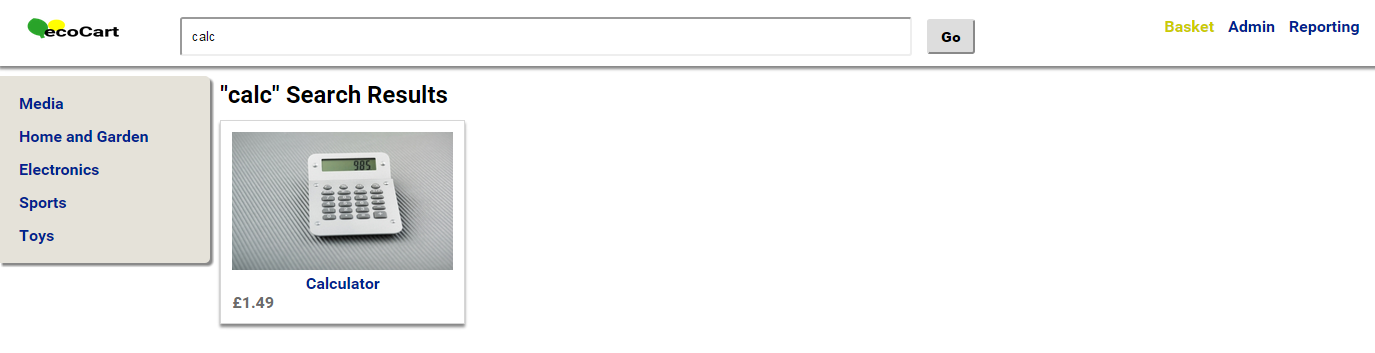 ecoCart
calc
Go
Basket Admin Reporting
Media
Home and Garden
Electronics
Sports
Toys
"calc" Search Results
985
Calculator
£1.49